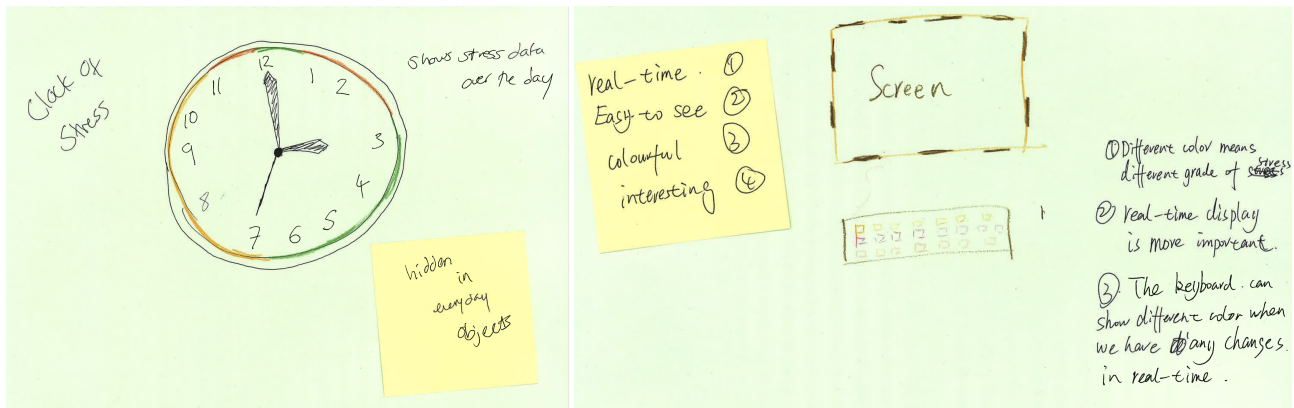 Clock of
Stress
shows stress data
over the day
12
1
2
3
4
5
6
7
8
9
10
11
hidden
in
everyday
objects
real-time. ①
Easy to see ②
colourful ③
interesting ④
Screen
① Different color means
different grade of stress
② real-time display
is more important.
③. The keyboard can
show different color when
we have any changes
in real-time.